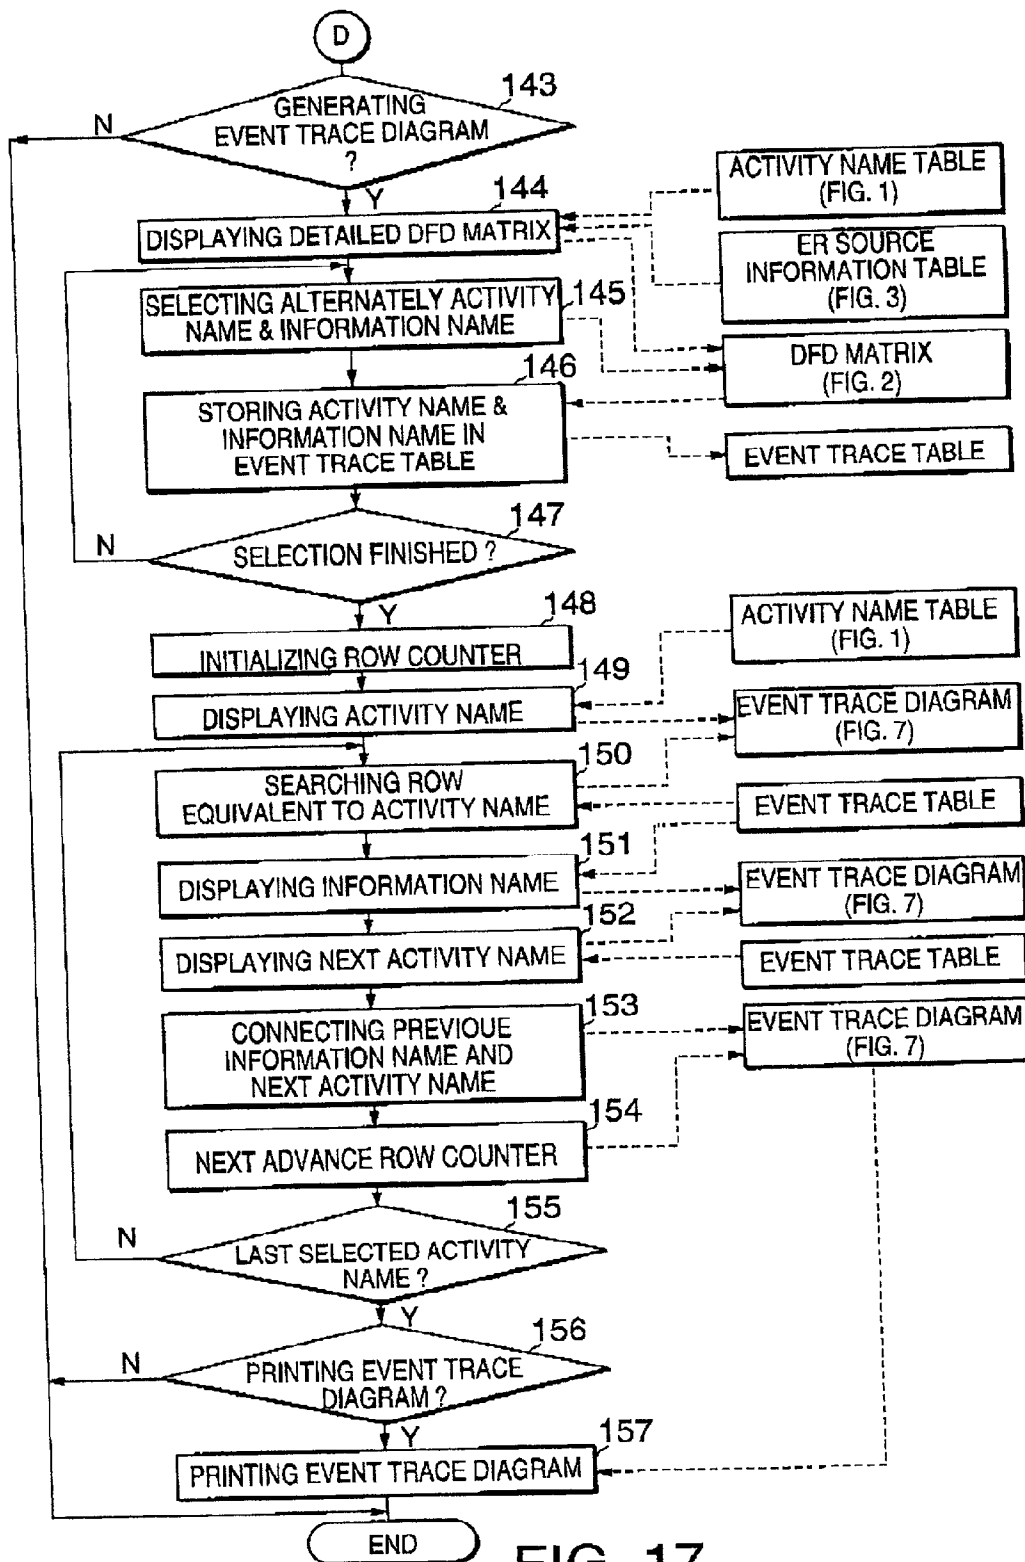 D
143
GENERATING
EVENT TRACE DIAGRAM
?
N
Y
144
DISPLAYING DETAILED DFD MATRIX
ACTIVITY NAME TABLE
(FIG. 1)
ER SOURCE
INFORMATION TABLE
(FIG. 3)
145
SELECTING ALTERNATELY ACTIVITY
NAME & INFORMATION NAME
DFD MATRIX
(FIG. 2)
146
STORING ACTIVITY NAME &
INFORMATION NAME IN
EVENT TRACE TABLE
EVENT TRACE TABLE
147
SELECTION FINISHED ?
N
Y
148
INITIALIZING ROW COUNTER
ACTIVITY NAME TABLE
(FIG. 1)
149
DISPLAYING ACTIVITY NAME
EVENT TRACE DIAGRAM
(FIG. 7)
150
SEARCHING ROW
EQUIVALENT TO ACTIVITY NAME
EVENT TRACE TABLE
151
DISPLAYING INFORMATION NAME
EVENT TRACE DIAGRAM
(FIG. 7)
152
DISPLAYING NEXT ACTIVITY NAME
EVENT TRACE TABLE
153
CONNECTING PREVIOUE
INFORMATION NAME AND
NEXT ACTIVITY NAME
EVENT TRACE DIAGRAM
(FIG. 7)
154
NEXT ADVANCE ROW COUNTER
155
LAST SELECTED ACTIVITY
NAME ?
N
Y
156
PRINTING EVENT TRACE
DIAGRAM ?
N
Y
157
PRINTING EVENT TRACE DIAGRAM
END
FIG. 17